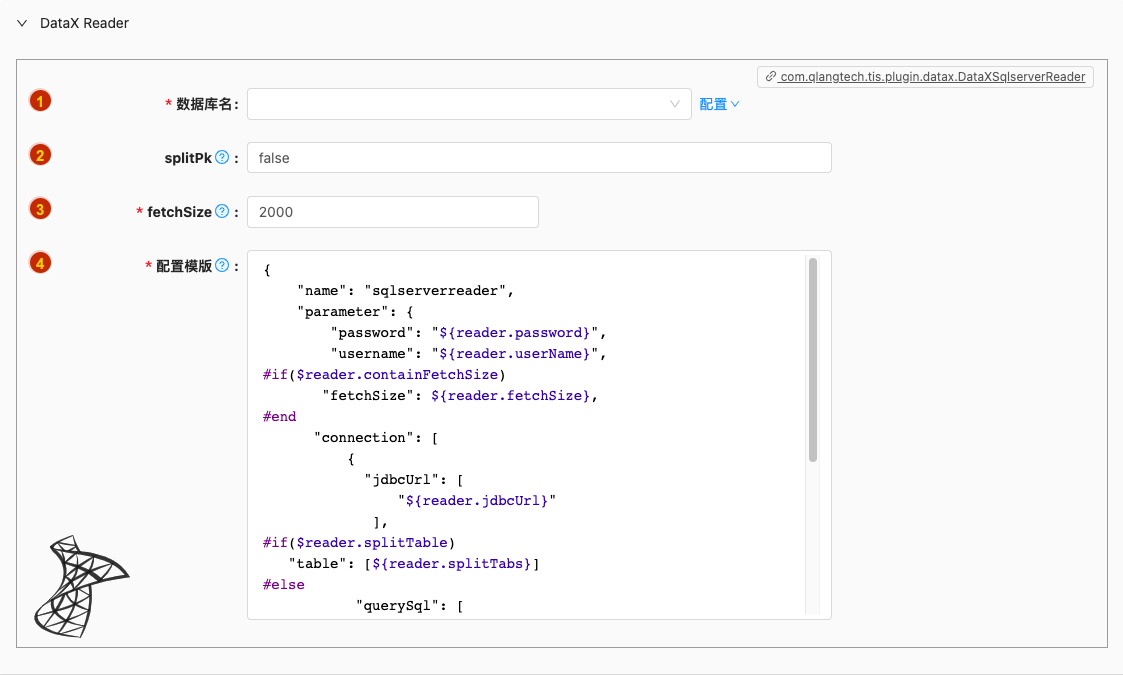 DataX Reader
com.qlangtech.tis.plugin.datax.DataXSqlserverReader
1 * 数据库名: 配置
2 splitPk ? : false
3 * fetchSize ? : 2000
4 * 配置模版 ? :
{
    "name": "sqlserverreader",
    "parameter": {
        "password": "${reader.password}",
        "username": "${reader.userName}",
#if($reader.containFetchSize)
       "fetchSize": ${reader.fetchSize},
#end
      "connection": [
          {
            "jdbcUrl": [
                "${reader.jdbcUrl}"
             ],
#if($reader.splitTable)
   "table": [${reader.splitTabs}]
#else
           "querySql": [